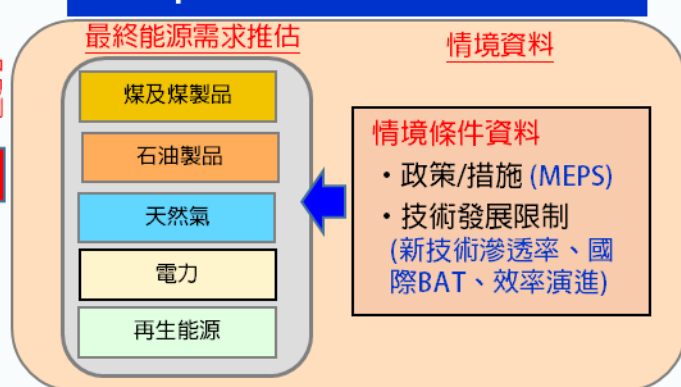 最終能源需求推估
煤及煤製品
石油製品
天然氣
電力
再生能源
情境資料
情境條件資料
・政策/措施 (MEPS)
・技術發展限制
(新技術滲透率、國
際BAT、效率演進)